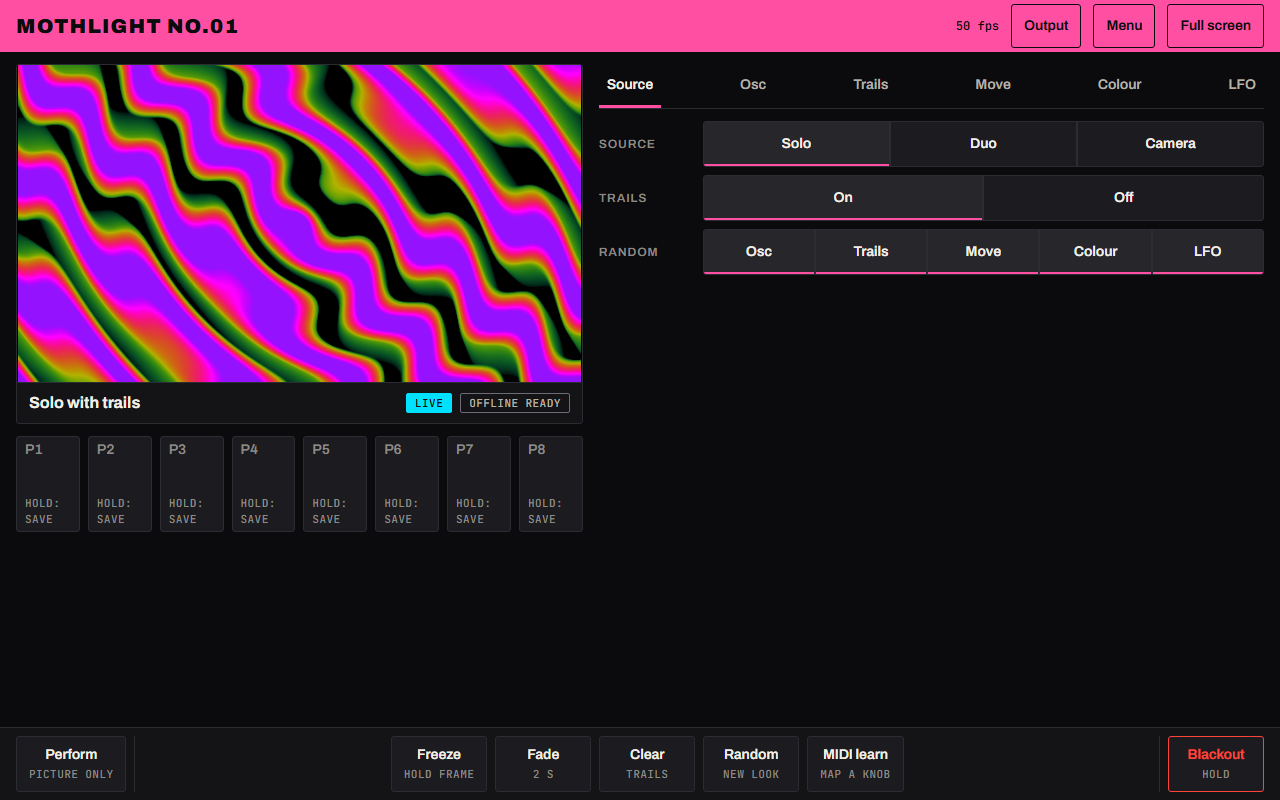 MOTHLIGHT NO.01
50 fps
Output
Menu
Full screen
Source
Osc
Trails
Move
Colour
LFO
SOURCE
Solo
Duo
Camera
TRAILS
On
Off
RANDOM
Osc
Trails
Move
Colour
LFO
Solo with trails
LIVE
OFFLINE READY
P1
HOLD:
SAVE
P2
HOLD:
SAVE
P3
HOLD:
SAVE
P4
HOLD:
SAVE
P5
HOLD:
SAVE
P6
HOLD:
SAVE
P7
HOLD:
SAVE
P8
HOLD:
SAVE
Perform
PICTURE ONLY
Freeze
HOLD FRAME
Fade
2 S
Clear
TRAILS
Random
NEW LOOK
MIDI learn
MAP A KNOB
Blackout
HOLD